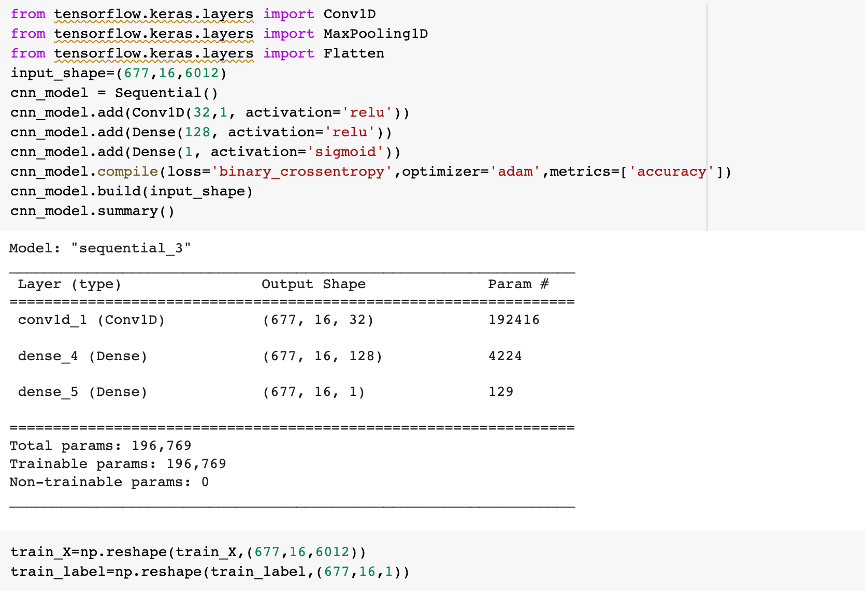 from tensorflow.keras.layers import Conv1D
from tensorflow.keras.layers import MaxPooling1D
from tensorflow.keras.layers import Flatten
input_shape=(677,16,6012)
cnn_model = Sequential()
cnn_model.add(Conv1D(32,1, activation='relu'))
cnn_model.add(Dense(128, activation='relu'))
cnn_model.add(Dense(1, activation='sigmoid'))
cnn_model.compile(loss='binary_crossentropy',optimizer='adam',metrics=['accuracy'])
cnn_model.build(input_shape)
cnn_model.summary()
Model: "sequential_3"
Layer (type) Output Shape Param #
conv1d_1 (Conv1D) (677, 16, 32) 192416
dense_4 (Dense) (677, 16, 128) 4224
dense_5 (Dense) (677, 16, 1) 129
Total params: 196,769
Trainable params: 196,769
Non-trainable params: 0
train_X=np.reshape(train_X,(677,16,6012))
train_label=np.reshape(train_label,(677,16,1))